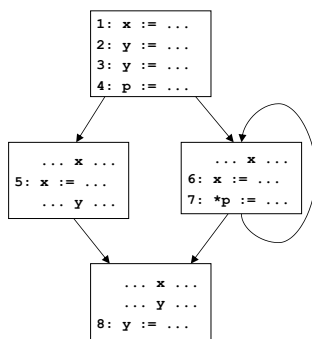 1: x := ...
2: y := ...
3: y := ...
4: p := ...
... x ...
5: x := ...
... y ...
... x ...
6: x := ...
7: *p := ...
... x ...
... y ...
8: y := ...